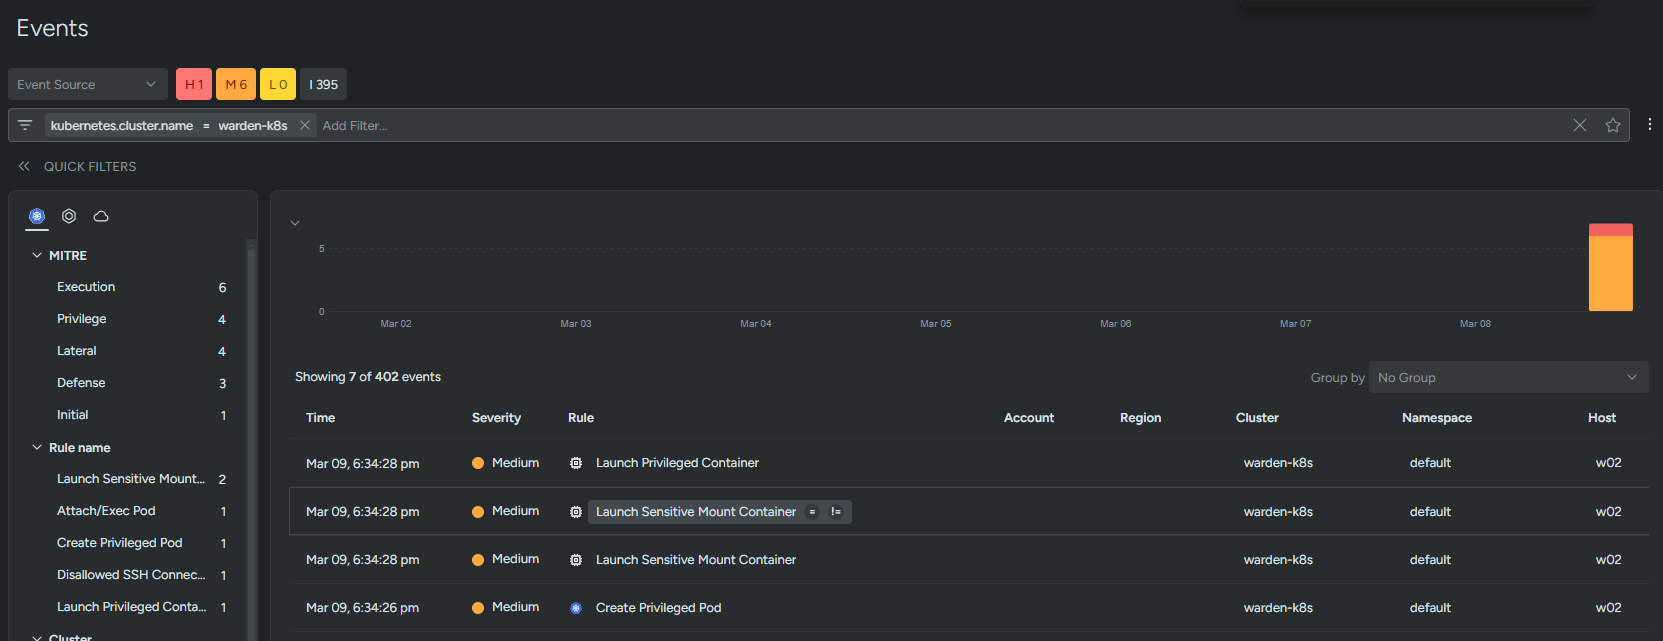 Events
Event Source H 1 M 6 L 0 I 395
kubernetes.cluster.name = warden-k8s Add Filter...
QUICK FILTERS
MITRE
Execution 6
Privilege 4
Lateral 4
Defense 3
Initial 1
Rule name
Launch Sensitive Mount... 2
Attach/Exec Pod 1
Create Privileged Pod 1
Disallowed SSH Connec... 1
Launch Privileged Conta... 1
Cluster
5
0
Mar 02 Mar 03 Mar 04 Mar 05 Mar 06 Mar 07 Mar 08
Showing 7 of 402 events
Group by No Group
Time Severity Rule Account Region Cluster Namespace Host
Mar 09, 6:34:28 pm Medium Launch Privileged Container warden-k8s default w02
Mar 09, 6:34:28 pm Medium Launch Sensitive Mount Container = != warden-k8s default w02
Mar 09, 6:34:28 pm Medium Launch Sensitive Mount Container warden-k8s default w02
Mar 09, 6:34:26 pm Medium Create Privileged Pod warden-k8s default w02